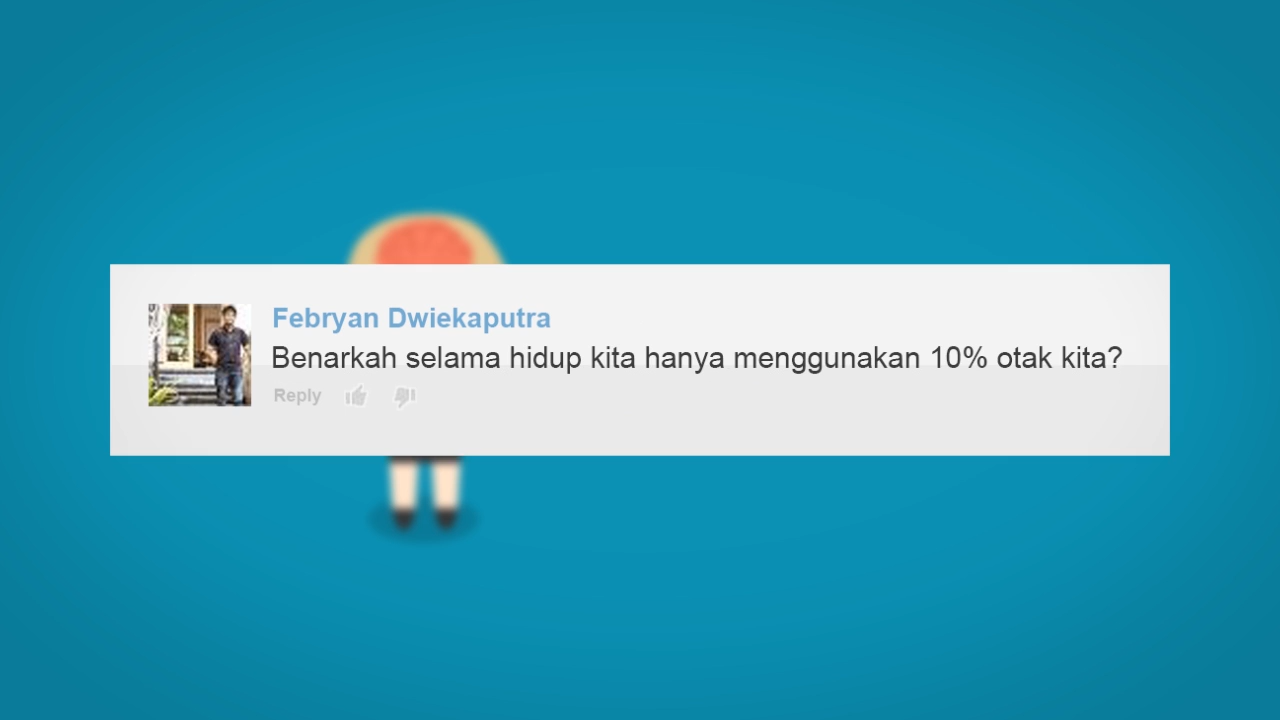 Febryan Dwiekaputra
Benarkah selama hidup kita hanya menggunakan 10% otak kita?
Reply